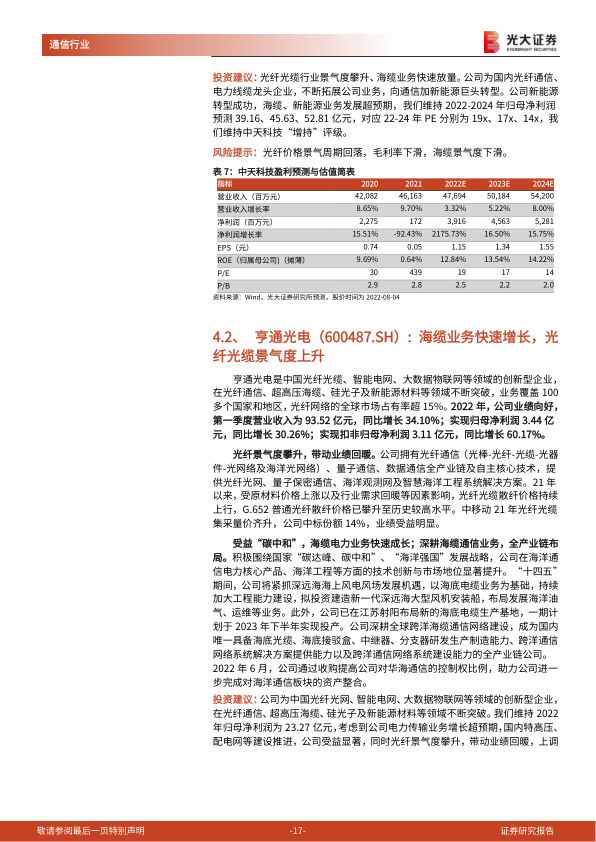 通信行业
光大证券
EVERBRIGHT SECURITIES
投资建议：光纤光缆行业景气度攀升、海缆业务快速放量。公司为国内光纤通信、
电力线缆龙头企业，不断拓展公司业务，向通信加新能源巨头转型。公司新能源
转型成功，海缆、新能源业务发展超预期，我们维持 2022-2024 年归母净利润
预测 39.16、45.63、52.81 亿元，对应 22-24 年 PE 分别为 19x、17x、14x，我
们维持中天科技“增持”评级。
风险提示：光纤价格景气周期回落，毛利率下滑，海缆景气度下滑。
表 7：中天科技盈利预测与估值简表
指标 2020 2021 2022E 2023E 2024E
营业收入（百万元） 42,082 46,163 47,694 50,184 54,200
营业收入增长率 8.65% 9.70% 3.32% 5.22% 8.00%
净利润（百万元） 2,275 172 3,916 4,563 5,281
净利润增长率 15.51% -92.43% 2175.73% 16.50% 15.75%
EPS（元） 0.74 0.05 1.15 1.34 1.55
ROE（归属母公司)（摊薄） 9.69% 0.64% 12.84% 13.54% 14.22%
P/E 30 439 19 17 14
P/B 2.9 2.8 2.5 2.2 2.0
资料来源：Wind，光大证券研究所预测，股价时间为 2022-08-04
4.2、 亨通光电（600487.SH）：海缆业务快速增长，光
纤光缆景气度上升
亨通光电是中国光纤光缆、智能电网、大数据物联网等领域的创新型企业，
在光纤通信、超高压海缆、硅光子及新能源材料等领域不断突破，业务覆盖 100
多个国家和地区，光纤网络的全球市场占有率超 15%。2022 年，公司业绩向好，
第一季度营业收入为 93.52 亿元，同比增长 34.10%；实现归母净利润 3.44 亿
元，同比增长 30.26%；实现扣非归母净利润 3.11 亿元，同比增长 60.17%。
光纤景气度攀升，带动业绩回暖。公司拥有光纤通信（光棒-光纤-光缆-光器
件-光网络及海洋光网络）、量子通信、数据通信全产业链及自主核心技术，提
供光纤光网、量子保密通信、海洋观测网及智慧海洋工程系统解决方案。21 年
以来，受原材料价格上涨以及行业需求回暖等因素影响，光纤光缆散纤价格持续
上行，G.652 普通光纤散纤价格已攀升至历史较高水平。中移动 21 年光纤光缆
集采量价齐升，公司中标份额 14%，业绩受益明显。
受益“碳中和”，海缆电力业务快速成长；深耕海缆通信业务，全产业链布
局。积极围绕国家“碳达峰、碳中和”、“海洋强国”发展战略，公司在海洋通
信电力核心产品、海洋工程等方面的技术创新与市场地位显著提升。“十四五”
期间，公司将紧抓深远海海上风电风场发展机遇，以海底电缆业务为基础，持续
加大工程能力建设，拟投资建造新一代深远海大型风机安装船，布局发展海洋油
气、运维等业务。此外，公司已在江苏射阳布局新的海底电缆生产基地，一期计
划于 2023 年下半年实现投产。公司深耕全球跨洋海缆通信网络建设，成为国内
唯一具备海底光缆、海底接驳盒、中继器、分支器研发生产制造能力、跨洋通信
网络系统解决方案提供能力以及跨洋通信网络系统建设能力的全产业链公司。
2022 年 6 月，公司通过收购提高公司对华海通信的控制权比例，助力公司进一
步完成对海洋通信板块的资产整合。
投资建议：公司为中国光纤光网、智能电网、大数据物联网等领域的创新型企业，
在光纤通信、超高压海缆、硅光子及新能源材料等领域不断突破。我们维持 2022
年归母净利润为 23.27 亿元，考虑到公司电力传输业务增长超预期，国内特高压、
配电网等建设推进，公司受益显著，同时光纤景气度攀升，带动业绩回暖，上调
敬请参阅最后一页特别声明
-17-
证券研究报告